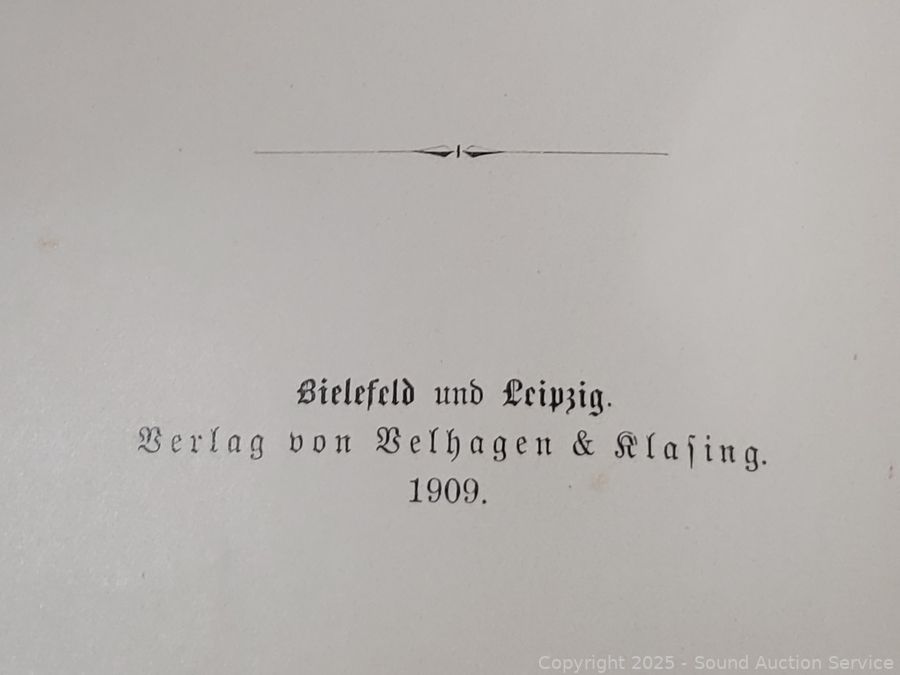 Bielefeld und Leipzig.
Verlag von Velhagen & Klaſing.
1909.
Copyright 2025 - Sound Auction Service